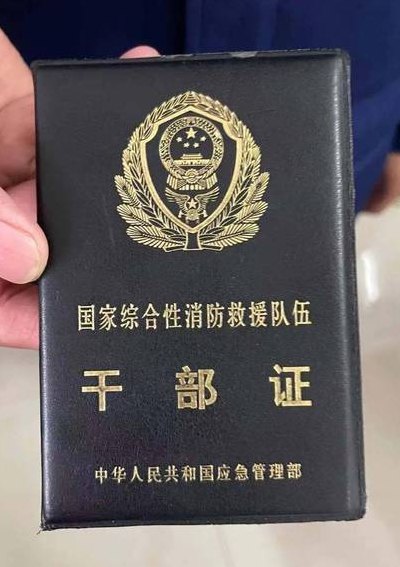 国家综合性消防救援队伍
干部证
中华人民共和国应急管理部